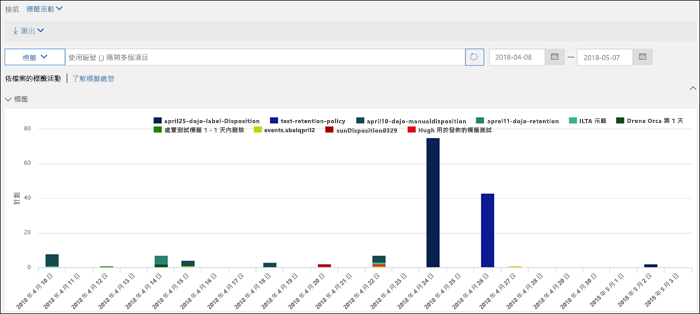 檢視 標籤活動
匯出
標籤 使用逗號 (,) 隔開多個項目 2018-04-08 — 2018-05-07
依檔案的標籤活動 了解標籤總管
標籤
april25-dojo-label-Disposition test-retention-policy april10-dojo-manualdisposition aprel11-dojo-retention ILTA 示範 Drone Orca 第 1 天
處置測試標籤 1 - 1 天內刪除 events.abelqpril2 sunDisposition0329 Hugh 用於發佈的標籤測試
80
60
40
20
0
計數
2018 年 4 月 10 日
2018 年 4 月 11 日
2018 年 4 月 12 日
2018 年 4 月 13 日
2018 年 4 月 14 日
2018 年 4 月 15 日
2018 年 4 月 16 日
2018 年 4 月 17 日
2018 年 4 月 18 日
2018 年 4 月 19 日
2018 年 4 月 20 日
2018 年 4 月 21 日
2018 年 4 月 22 日
2018 年 4 月 23 日
2018 年 4 月 24 日
2018 年 4 月 25 日
2018 年 4 月 26 日
2018 年 4 月 27 日
2018 年 4 月 28 日
2018 年 4 月 29 日
2018 年 4 月 30 日
2018 年 5 月 1 日
2018 年 5 月 2 日
2018 年 5 月 3 日